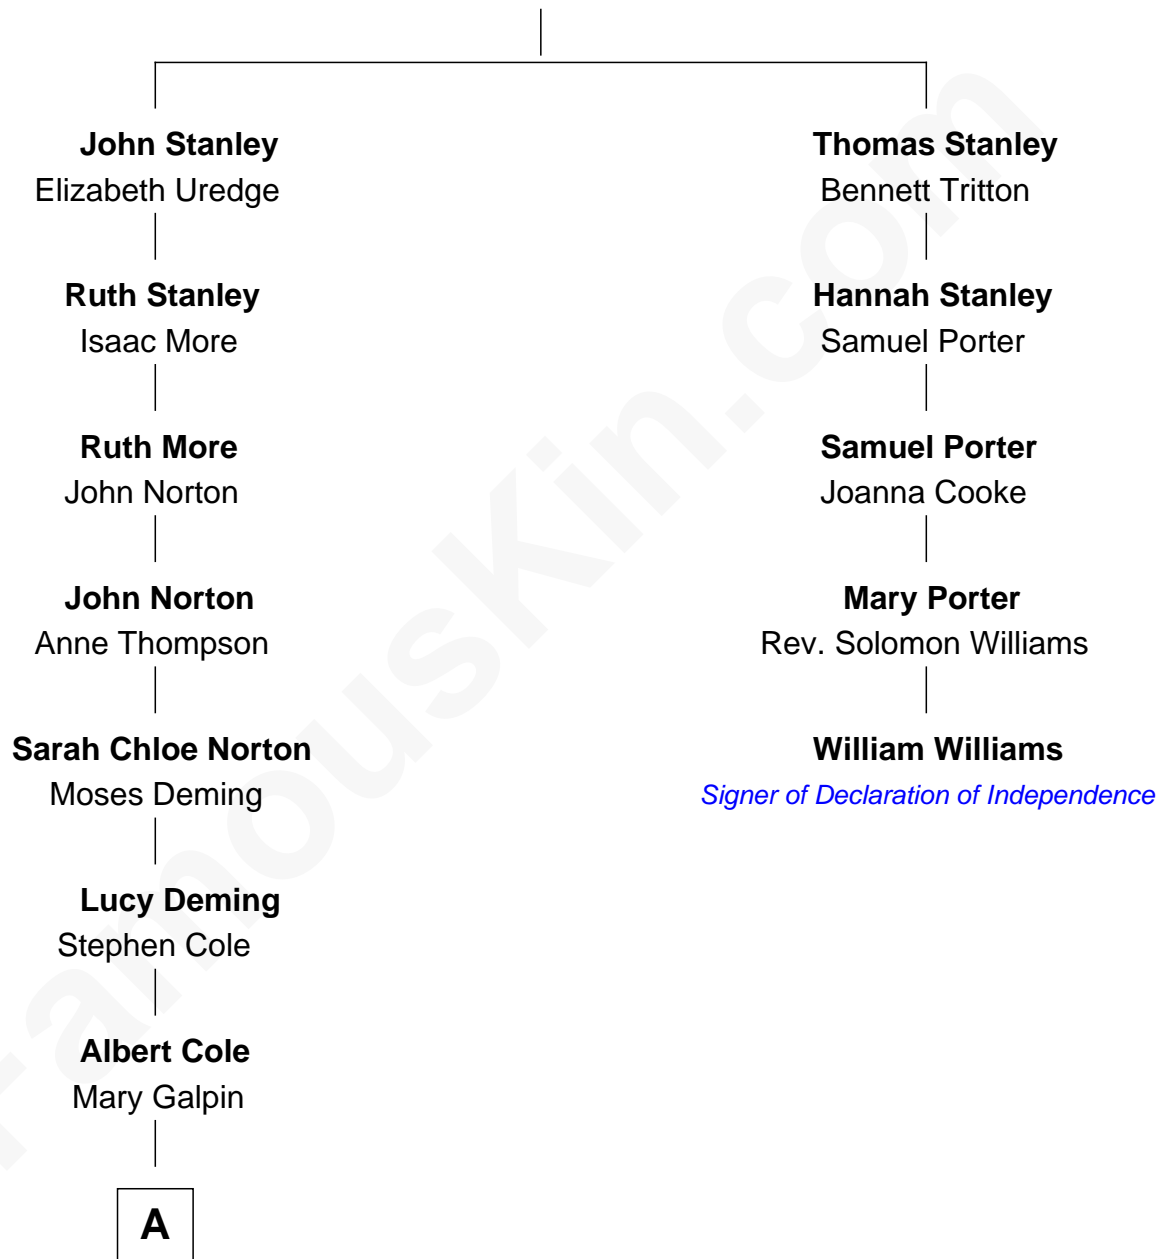 John Stanley
Elizabeth Uredge
Ruth Stanley
Isaac More
Ruth More
John Norton
John Norton
Anne Thompson
Sarah Chloe Norton
Moses Deming
Lucy Deming
Stephen Cole
Albert Cole
Mary Galpin
A
Thomas Stanley
Bennett Tritton
Hannah Stanley
Samuel Porter
Samuel Porter
Joanna Cooke
Mary Porter
Rev. Solomon Williams
William Williams
Signer of Declaration of Independence
FamousKin.com